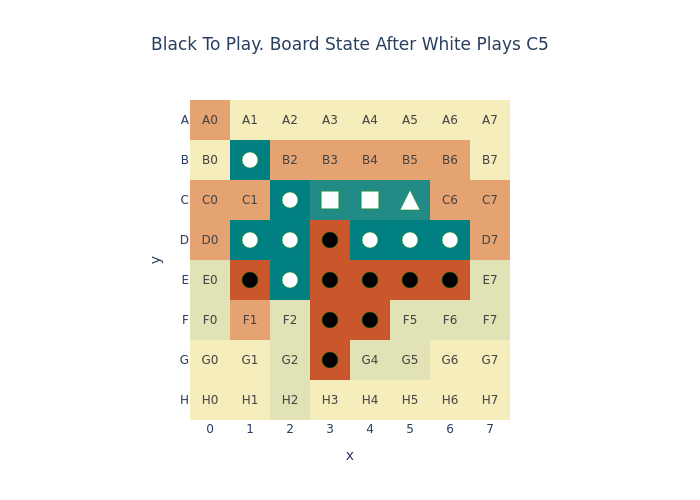 Black To Play. Board State After White Plays C5
A A0 A1 A2 A3 A4 A5 A6 A7
B B0 B2 B3 B4 B5 B6 B7
C C0 C1 C6 C7
D D0 D7
y
E E0 E7
F F0 F1 F2 F5 F6 F7
G G0 G1 G2 G4 G5 G6 G7
H H0 H1 H2 H3 H4 H5 H6 H7
0 1 2 3 4 5 6 7
x